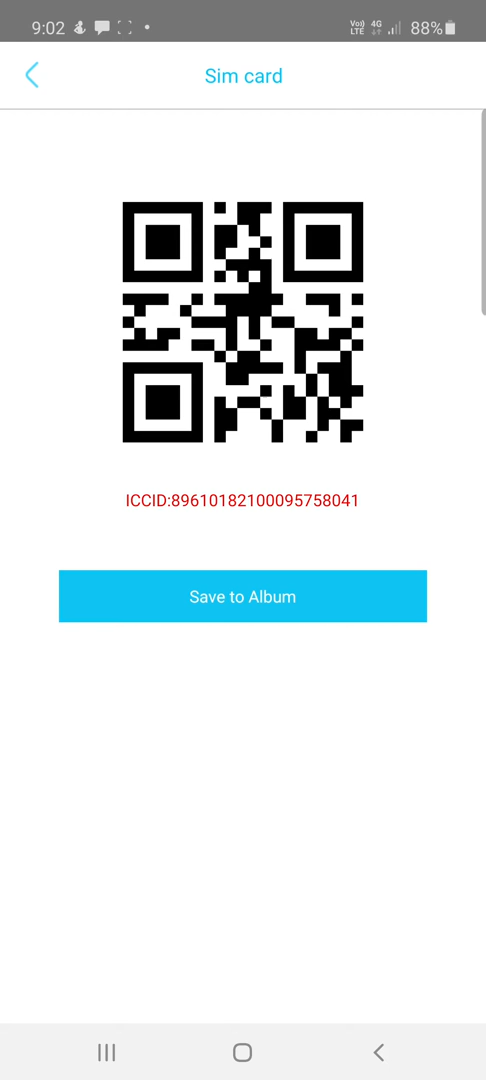 9:02
Vo)) LTE 4G 88%
Sim card
ICCID:89610182100095758041
Save to Album